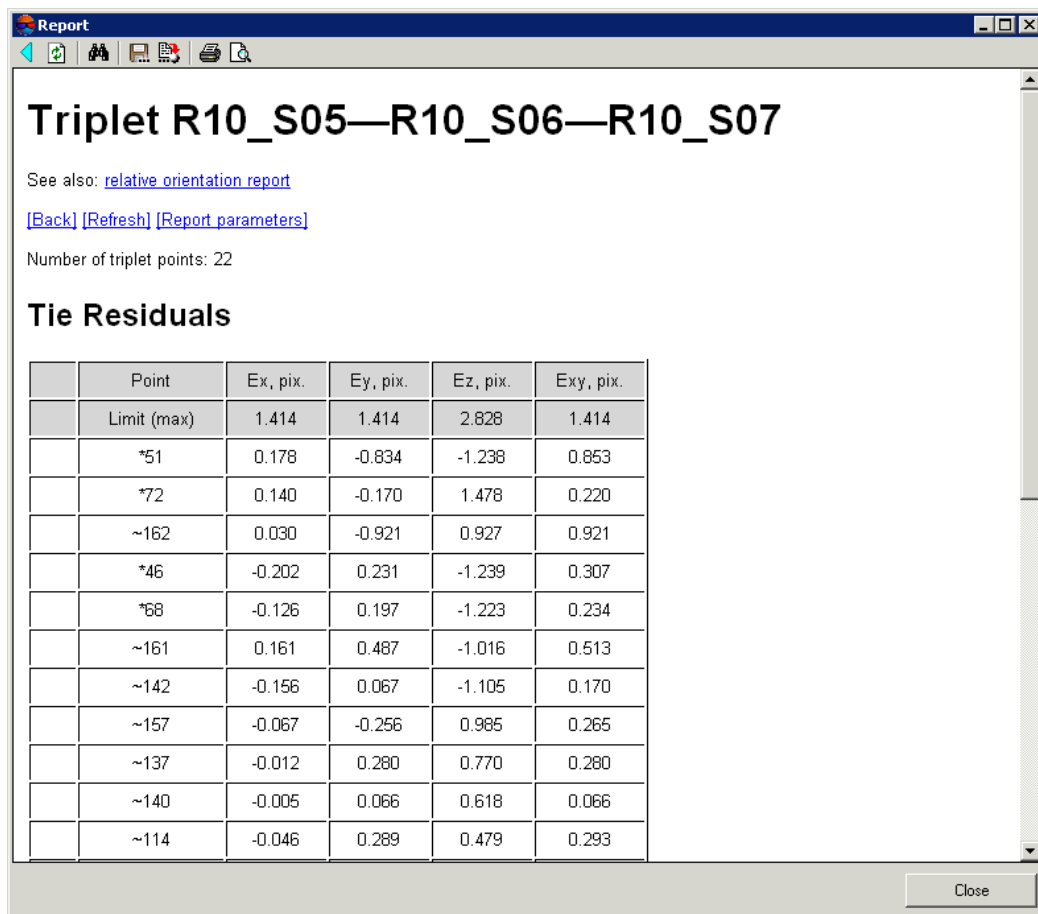 Report
Triplet R10_S05—R10_S06—R10_S07
See also: relative orientation report
[Back] [Refresh] [Report parameters]
Number of triplet points: 22
Tie Residuals
Point Ex, pix. Ey, pix. Ez, pix. Exy, pix.
Limit (max) 1.414 1.414 2.828 1.414
*51 0.178 -0.834 -1.238 0.853
*72 0.140 -0.170 1.478 0.220
~162 0.030 -0.921 0.927 0.921
*46 -0.202 0.231 -1.239 0.307
*68 -0.126 0.197 -1.223 0.234
~161 0.161 0.487 -1.016 0.513
~142 -0.156 0.067 -1.105 0.170
~157 -0.067 -0.256 0.985 0.265
~137 -0.012 0.280 0.770 0.280
~140 -0.005 0.066 0.618 0.066
~114 -0.046 0.289 0.479 0.293
Close